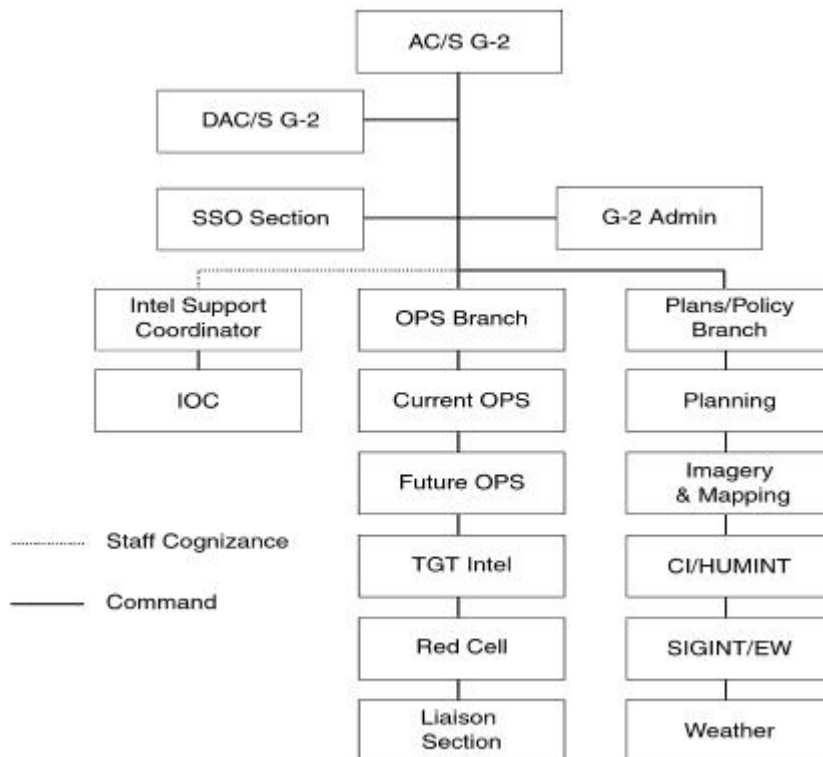 AC/S G-2
DAC/S G-2
SSO Section
G-2 Admin
Intel Support
Coordinator
OPS Branch
Plans/Policy
Branch
IOC
Current OPS
Planning
Future OPS
Imagery
& Mapping
Staff Cognizance
TGT Intel
CI/HUMINT
Command
Red Cell
SIGINT/EW
Liaison
Section
Weather